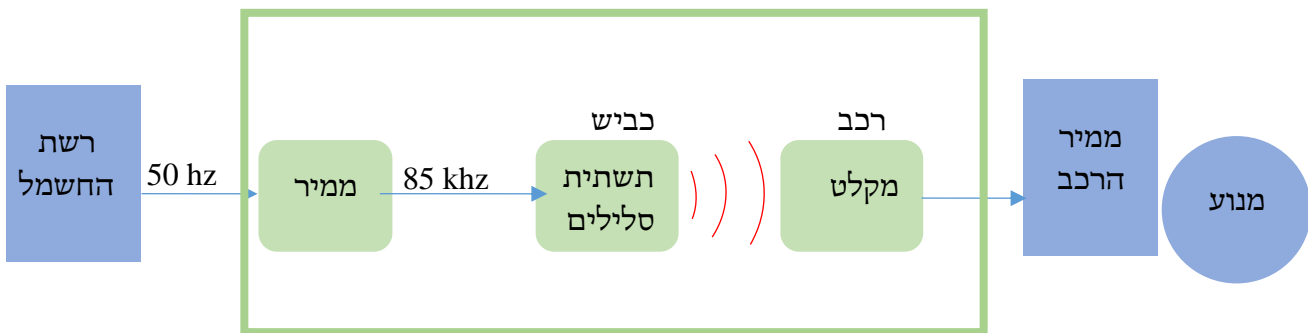 רשת
החשמל
50 hz
ממיר
85 khz
כביש
תשתית
סלילים
רכב
מקלט
ממיר
הרכב
מנוע